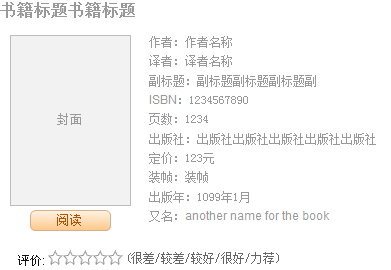 书籍标题书籍标题
封面
阅读
作者：作者名称
译者：译者名称
副标题：副标题副标题副标题副
ISBN：1234567890
页数：1234
出版社：出版社出版社出版社出版社出版社
定价：123元
装帧：装帧
出版年：1099年1月
又名：another name for the book
评价:(很差/较差/较好/很好/力荐)